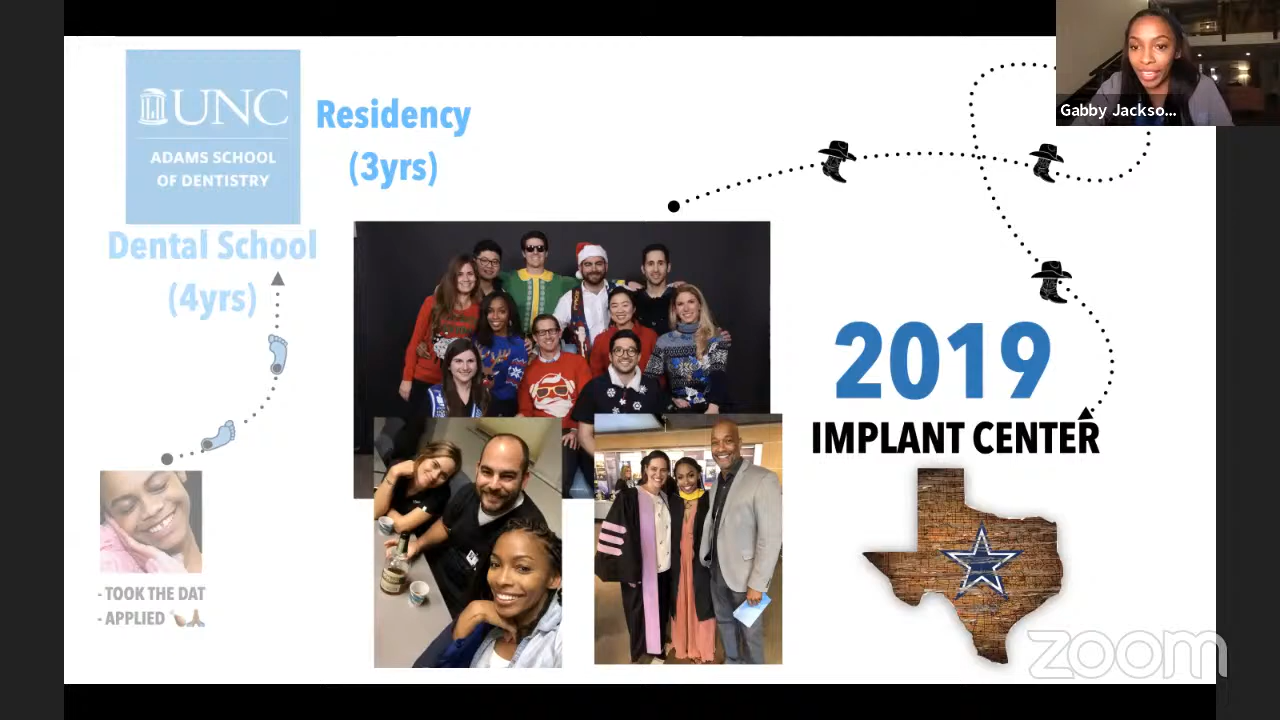 UNC
ADAMS SCHOOL
OF DENTISTRY
Residency
(3yrs)
Dental School
(4yrs)
- TOOK THE DAT
- APPLIED
2019
IMPLANT CENTER
Gabby Jackso...
zoom